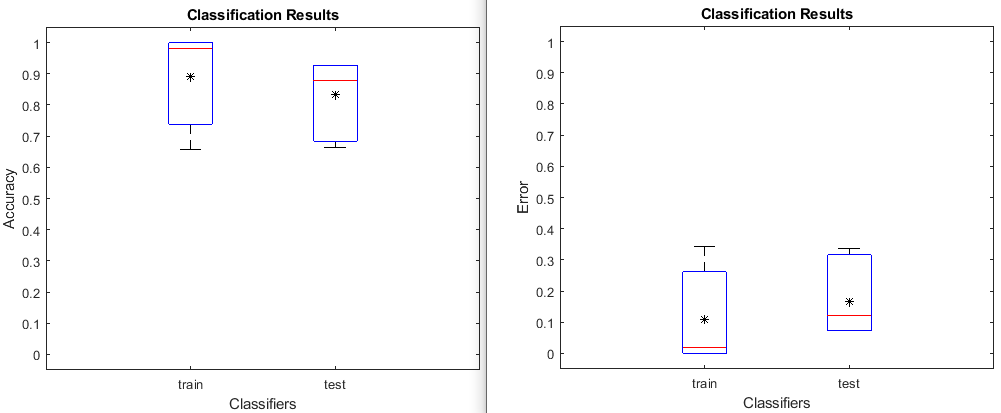 Classification Results
1
0.9
0.8
0.7
0.6
0.5
0.4
0.3
0.2
0.1
0
Accuracy
train test
Classifiers
Classification Results
1
0.9
0.8
0.7
0.6
0.5
0.4
0.3
0.2
0.1
0
Error
train test
Classifiers